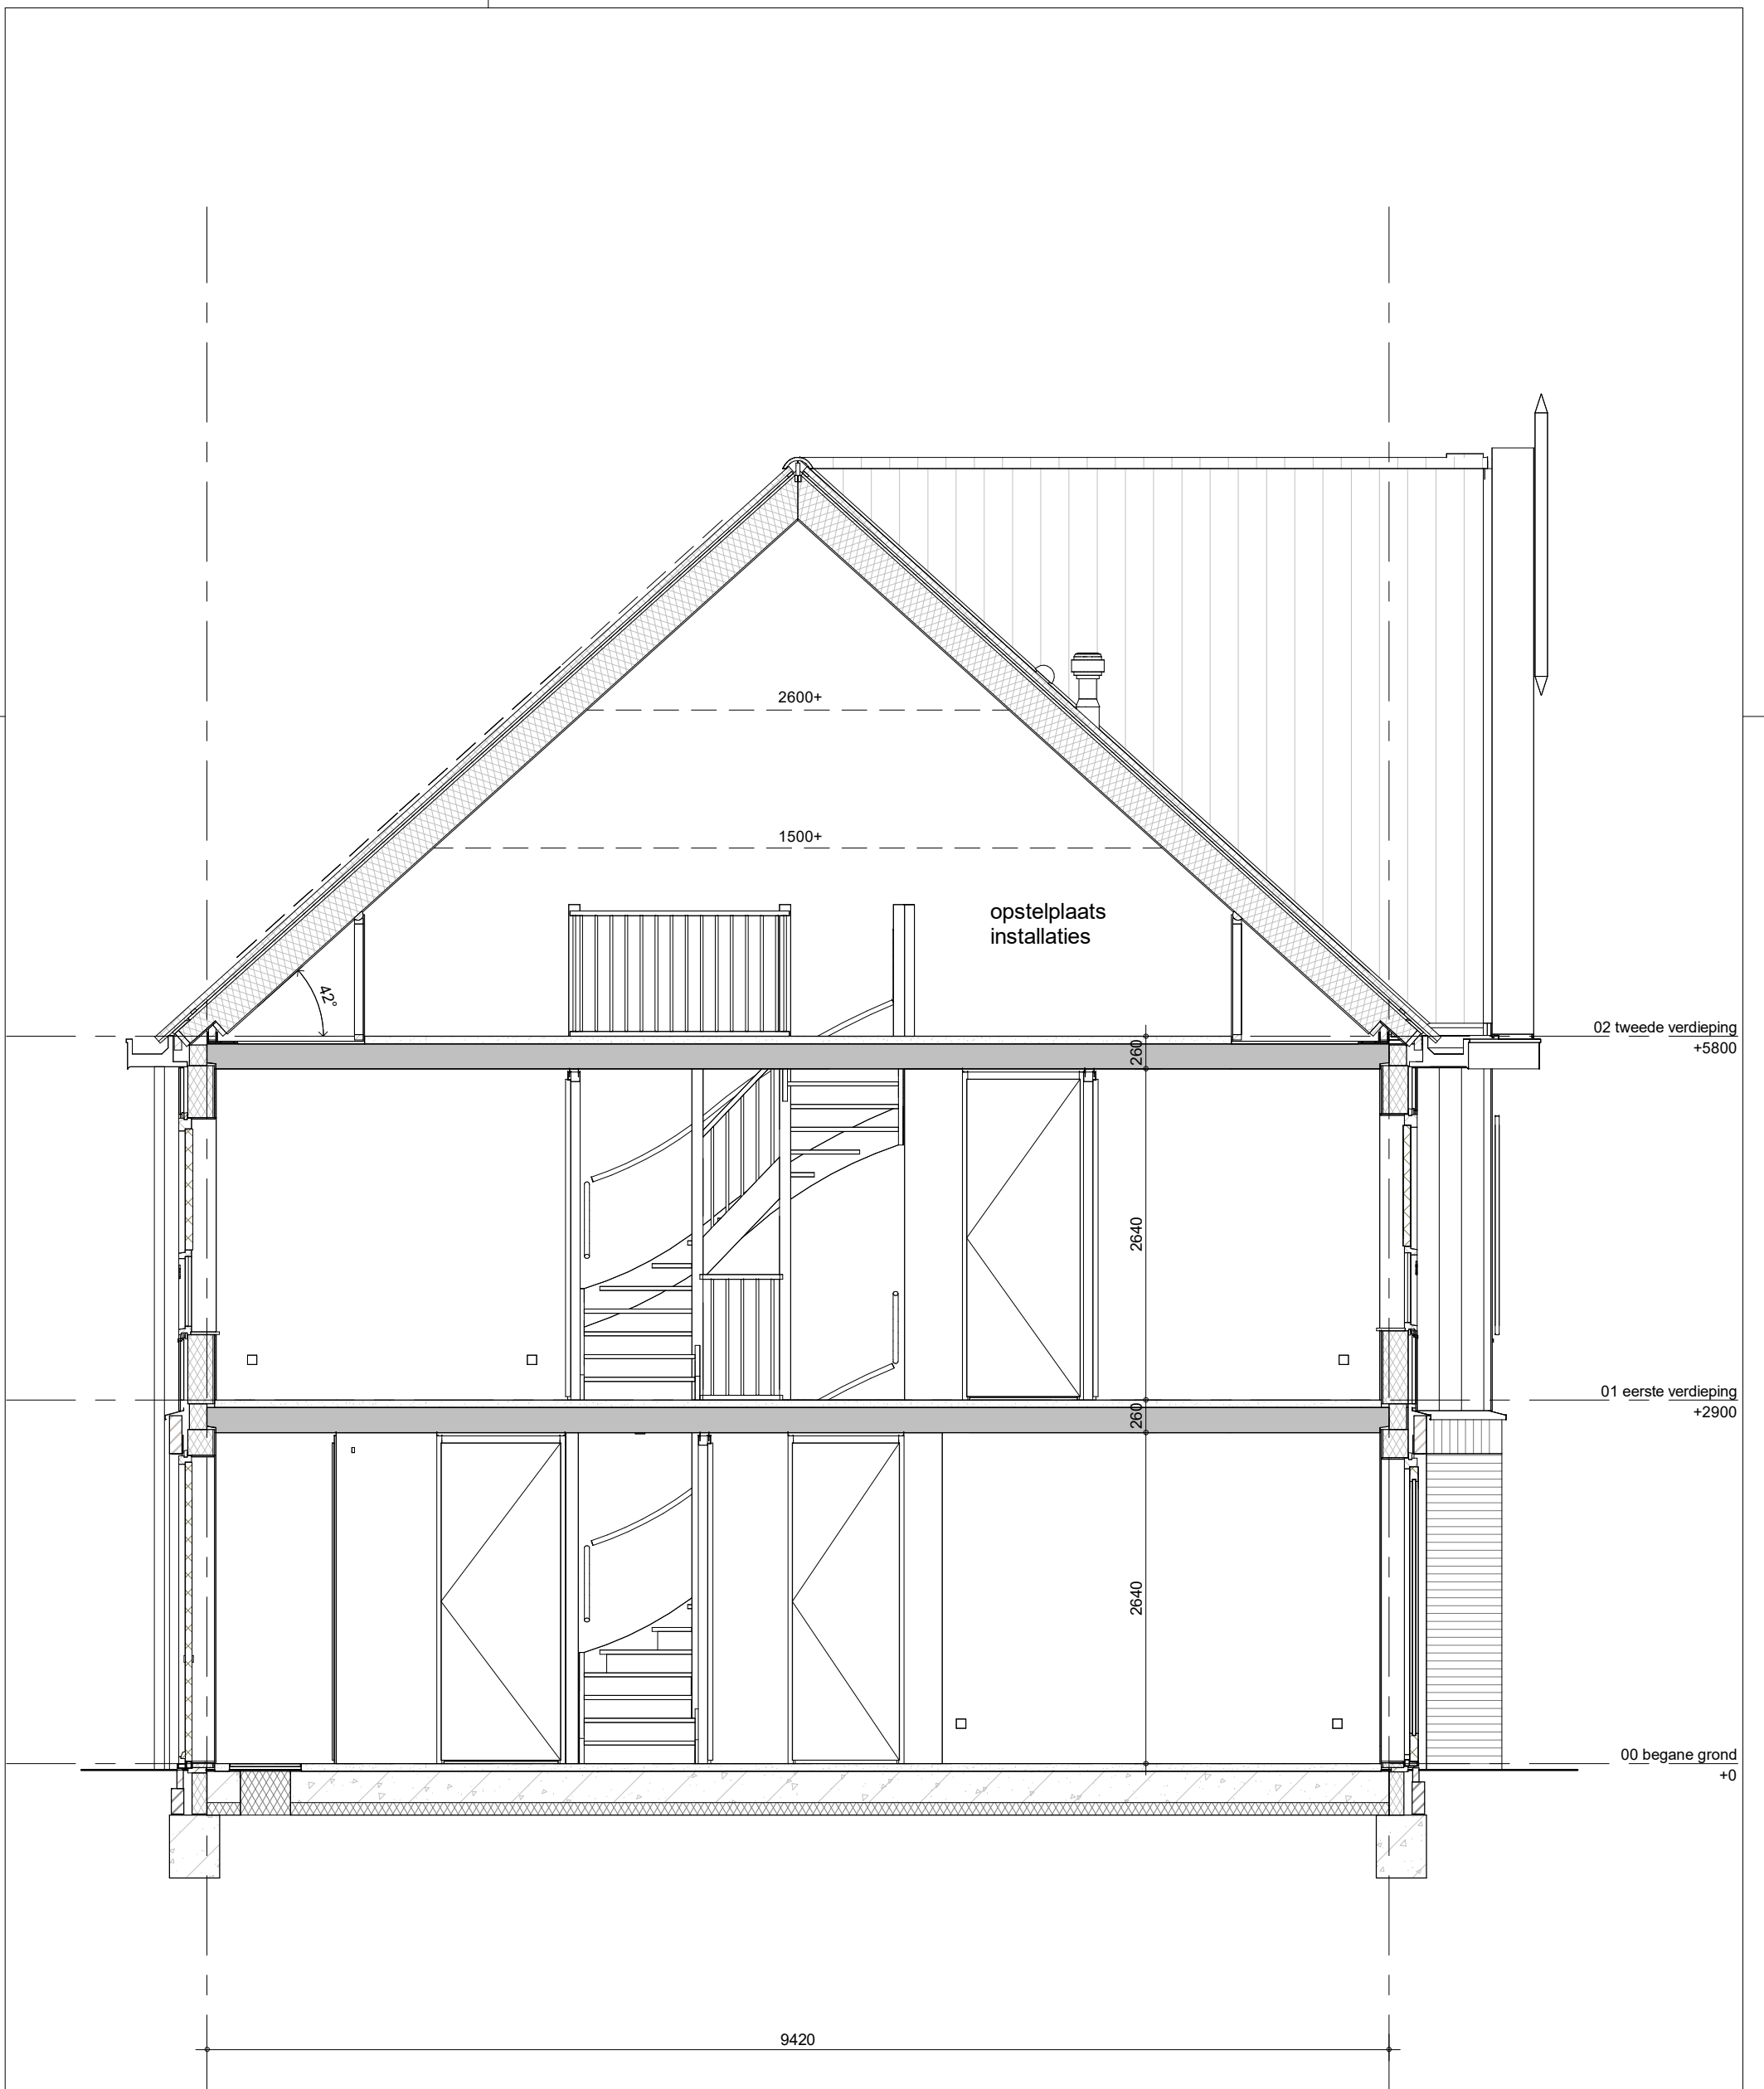 2600+
1500+
opstelplaats
installaties
42°
02 tweede verdieping
+5800
260
2640
01 eerste verdieping
+2900
260
2640
00 begane grond
+0
9420